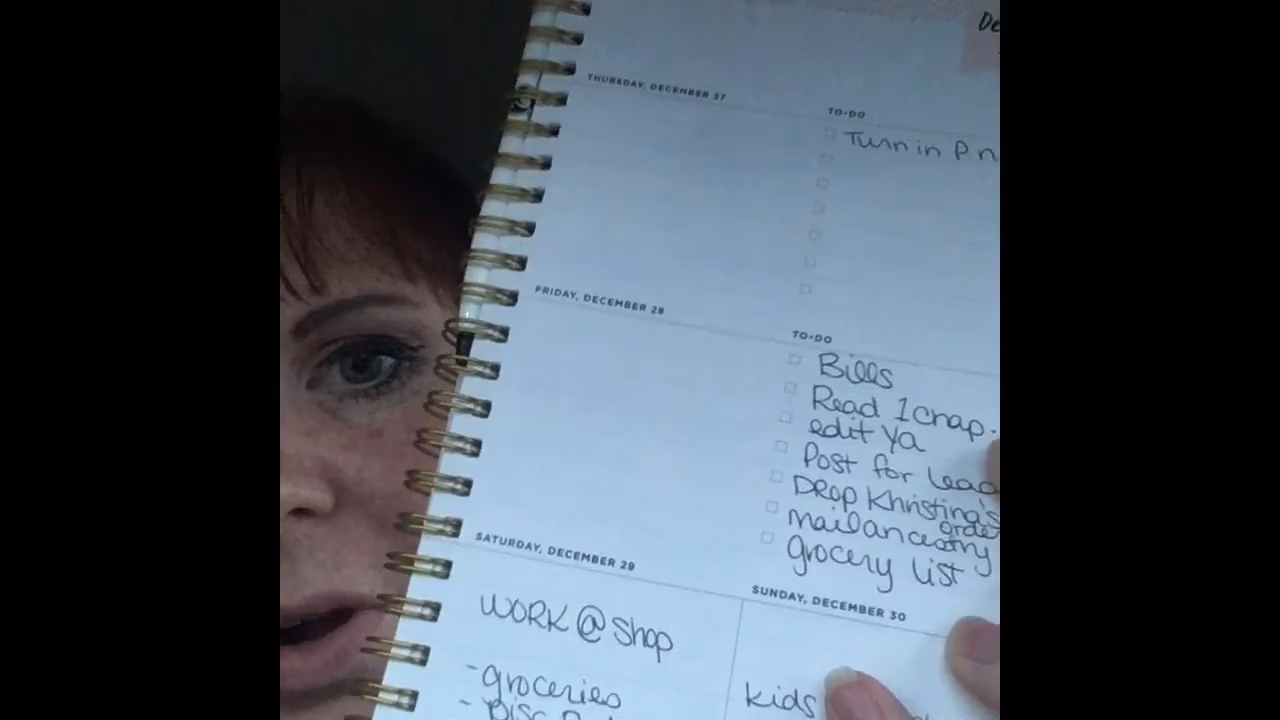 De
THURSDAY, DECEMBER 27
TO-DO
Turn in P n
FRIDAY, DECEMBER 28
TO-DO
Bills
Read 1 chap.
edit ya
Post for
Drop Khristina's
order
mail ancestry
grocery list
SATURDAY, DECEMBER 29
WORK @ shop
- groceries
SUNDAY, DECEMBER 30
kids